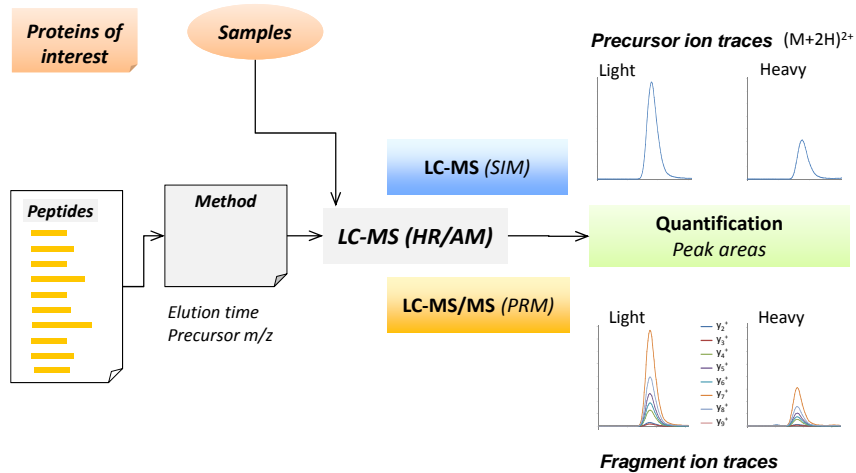 Proteins of
interest
Samples
Precursor ion traces (M+2H)²⁺
Light
Heavy
LC-MS (SIM)
Peptides
Method
LC-MS (HR/AM)
Quantification
Peak areas
Elution time
Precursor m/z
LC-MS/MS (PRM)
Light
Heavy
y₂⁺
y₃⁺
y₄⁺
y₅⁺
y₆⁺
y₇⁺
y₈⁺
y₉⁺
Fragment ion traces